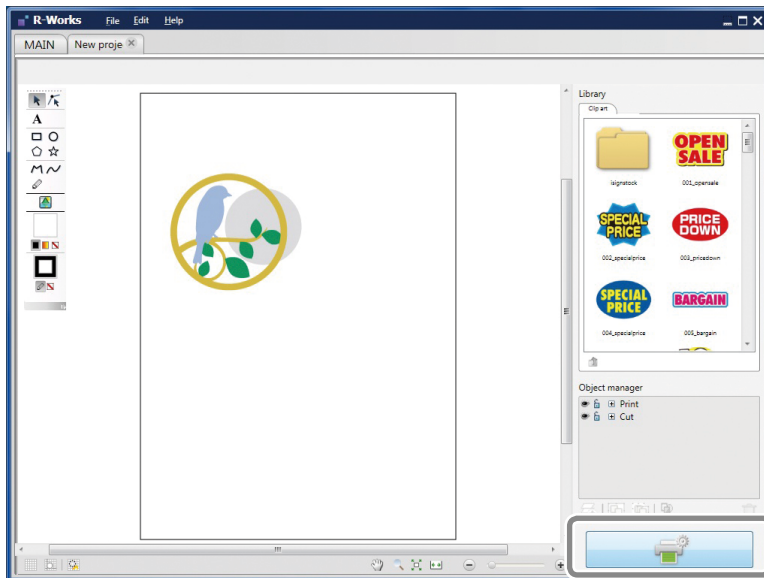 R-Works File Edit Help
MAIN New proje
Library
Clip art
isignstock 001_opensale
OPEN SALE
SPECIAL PRICE PRICE DOWN
002_specialprice 003_pricedown
SPECIAL PRICE BARGAIN
004_specialprice 005_bargain
Object manager
Print
Cut
A